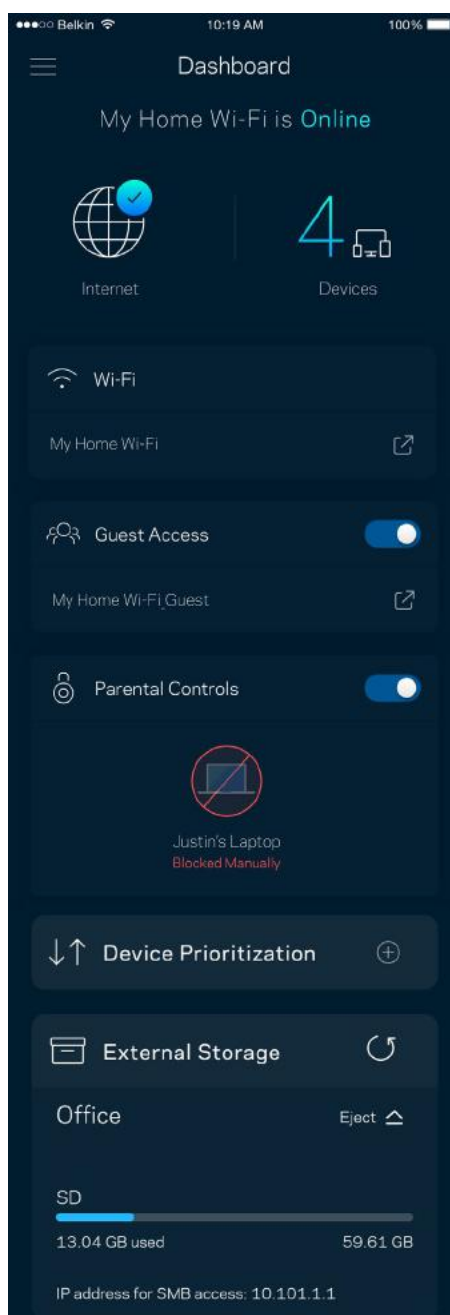 Belkin 10:19 AM 100%
Dashboard
My Home Wi-Fi is Online
4
Internet Devices
Wi-Fi
My Home Wi-Fi
Guest Access
My Home Wi-Fi_Guest
Parental Controls
Justin's Laptop
Blocked Manually
Device Prioritization
External Storage
Office Eject
SD
13.04 GB used 59.61 GB
IP address for SMB access: 10.101.1.1